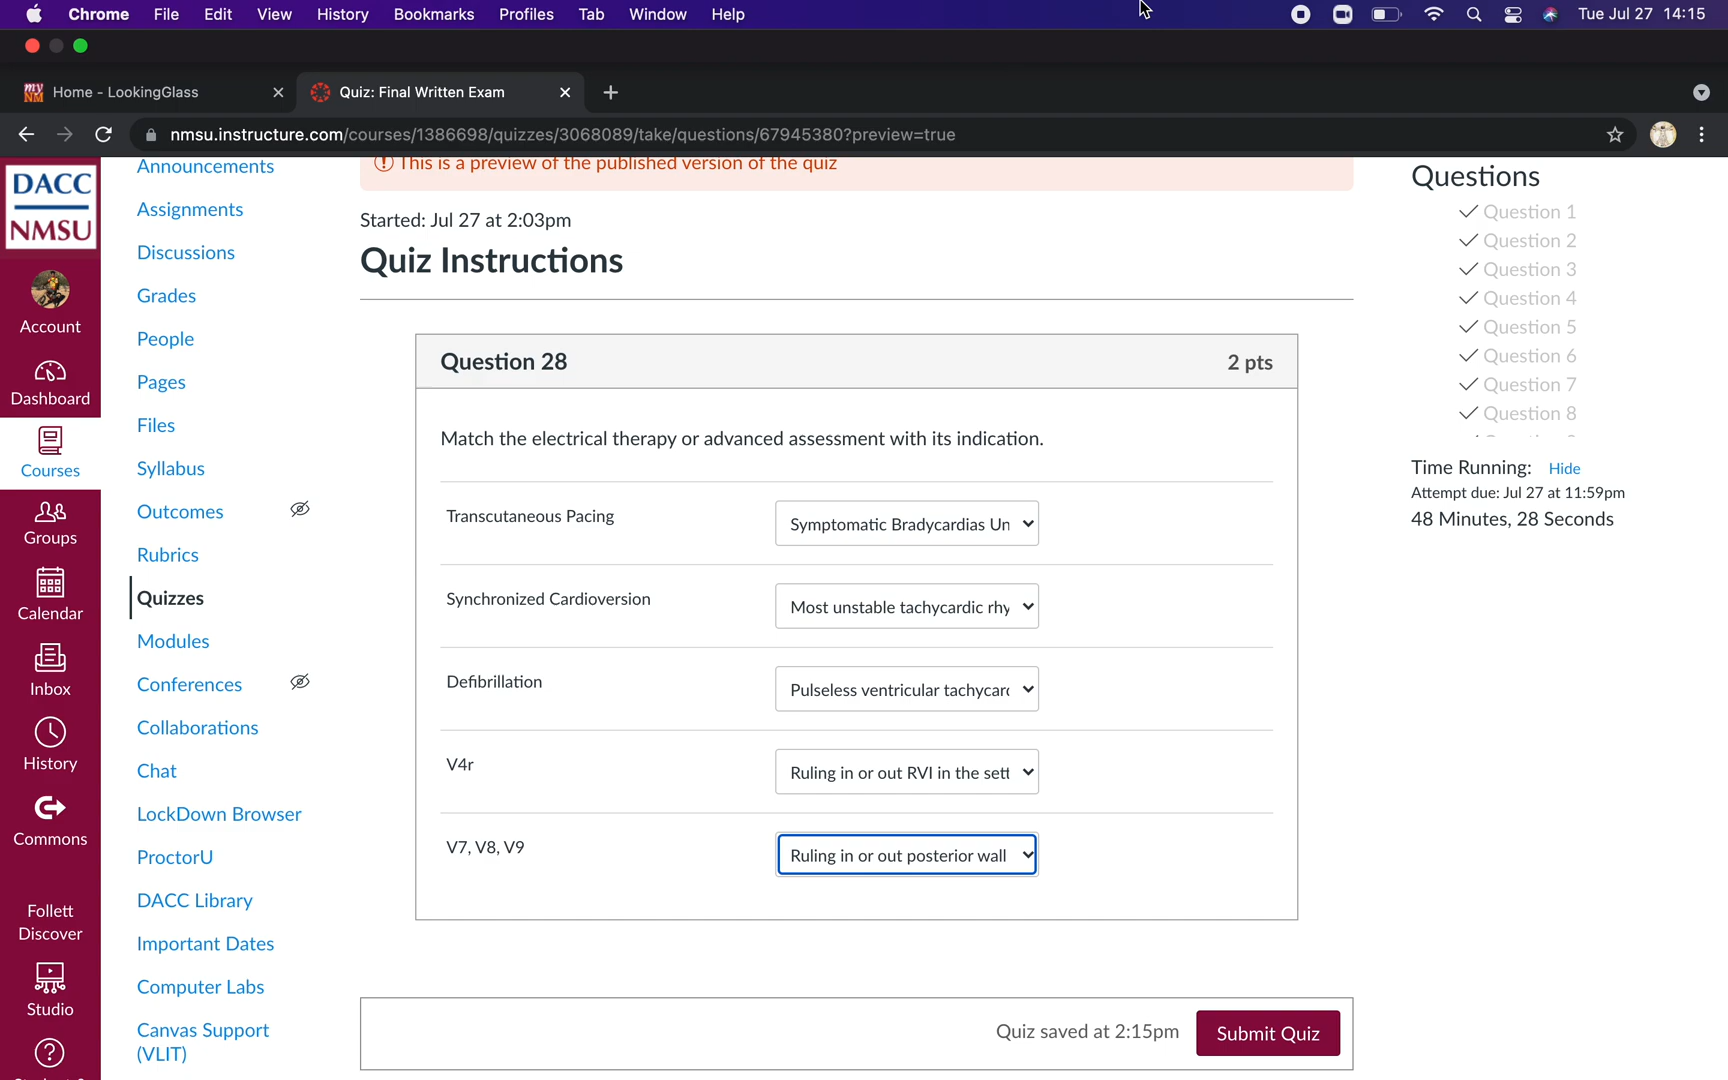 Chrome File Edit View History Bookmarks Profiles Tab Window Help Tue Jul 27 14:15
my NM Home - LookingGlass Quiz: Final Written Exam
nmsu.instructure.com/courses/1386698/quizzes/3068089/take/questions/67945380?preview=true
DACC
NMSU
Account
Dashboard
Courses
Groups
Calendar
Inbox
History
Commons
Follett
Discover
Studio
Announcements
Assignments
Discussions
Grades
People
Pages
Files
Syllabus
Outcomes
Rubrics
Quizzes
Modules
Conferences
Collaborations
Chat
LockDown Browser
ProctorU
DACC Library
Important Dates
Computer Labs
Canvas Support
(VLIT)
This is a preview of the published version of the quiz
Started: Jul 27 at 2:03pm
Quiz Instructions
Question 28 2 pts
Match the electrical therapy or advanced assessment with its indication.
Transcutaneous Pacing Symptomatic Bradycardias Un
Synchronized Cardioversion Most unstable tachycardic rhy
Defibrillation Pulseless ventricular tachycard
V4r Ruling in or out RVI in the sett
V7, V8, V9 Ruling in or out posterior wall
Quiz saved at 2:15pm Submit Quiz
Questions
Question 1
Question 2
Question 3
Question 4
Question 5
Question 6
Question 7
Question 8
Time Running: Hide
Attempt due: Jul 27 at 11:59pm
48 Minutes, 28 Seconds